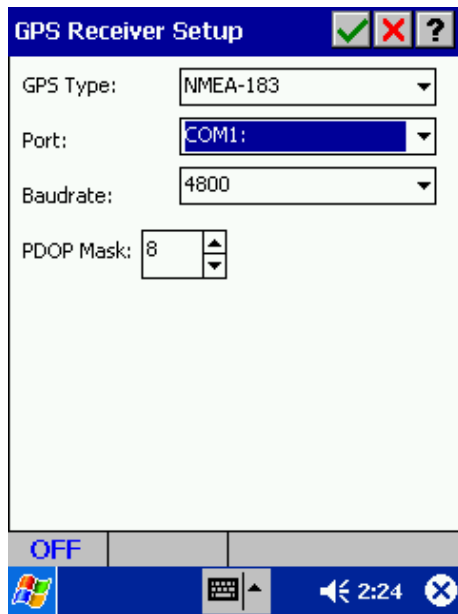 GPS Receiver Setup ?
GPS Type: NMEA-183
Port: COM1:
Baudrate: 4800
PDOP Mask: 8
OFF
2:24